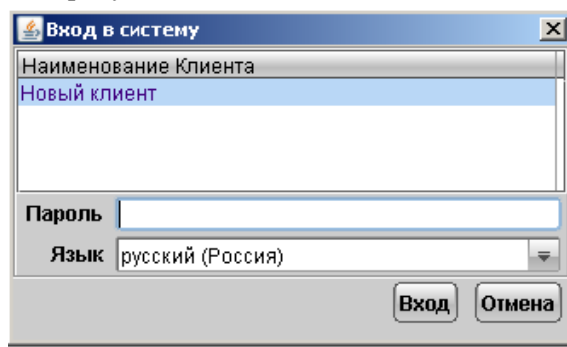 Вход в систему
Наименование Клиента
Новый клиент
Пароль
Язык русский (Россия)
Вход Отмена